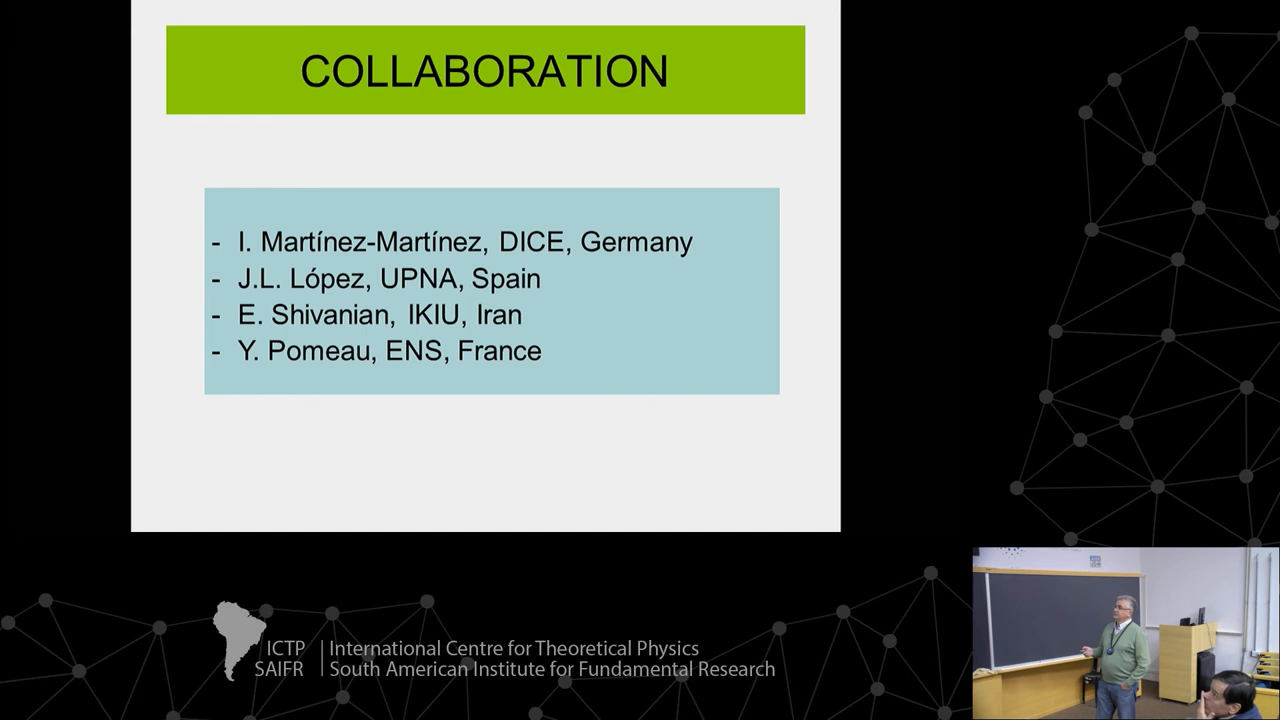 COLLABORATION
- I. Martínez-Martínez, DICE, Germany
- J.L. López, UPNA, Spain
- E. Shivanian, IKIU, Iran
- Y. Pomeau, ENS, France
ICTP | International Centre for Theoretical Physics
SAIFR | South American Institute for Fundamental Research